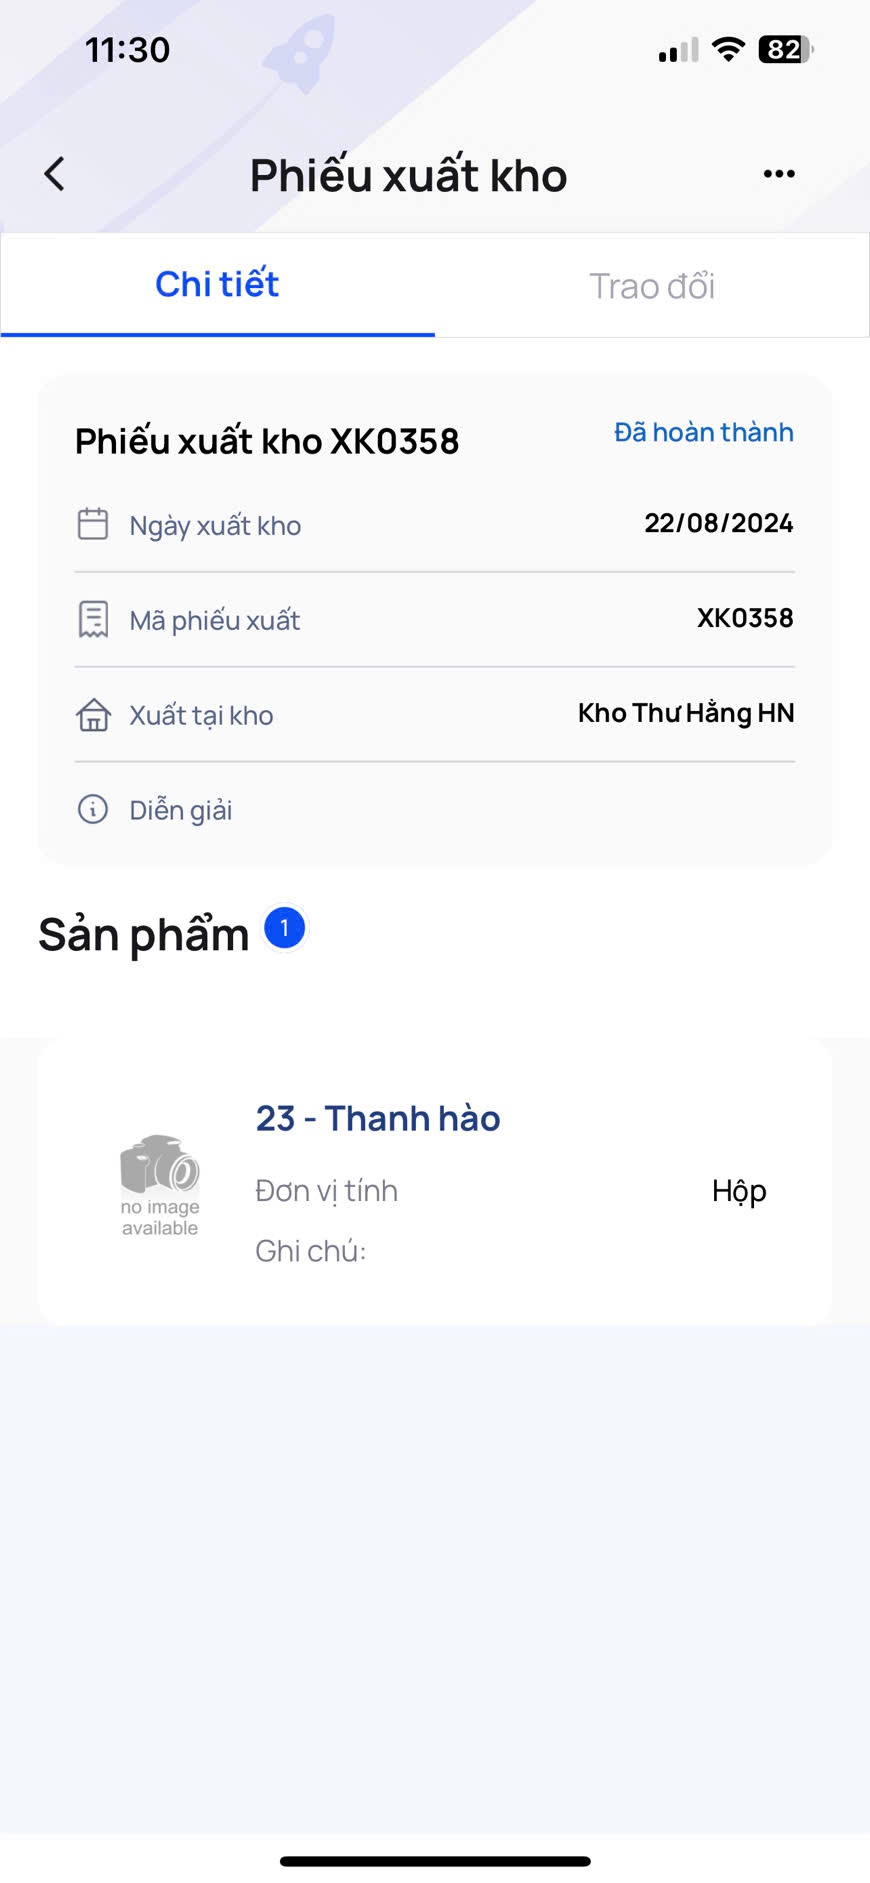 11:30
82
Phiếu xuất kho
Chi tiết
Trao đổi
Phiếu xuất kho XK0358
Đã hoàn thành
Ngày xuất kho
22/08/2024
Mã phiếu xuất
XK0358
Xuất tại kho
Kho Thư Hằng HN
Diễn giải
Sản phẩm
1
23 - Thanh hào
no image
available
Đơn vị tính
Hộp
Ghi chú: